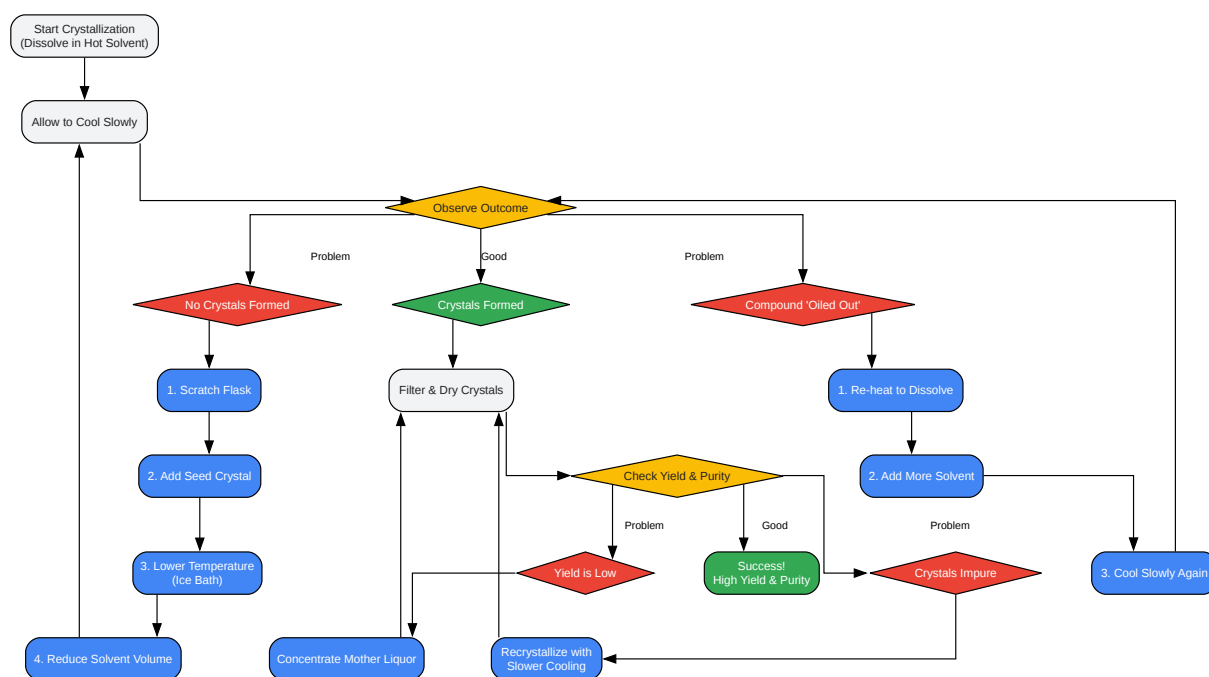 Start Crystallization
(Dissolve in Hot Solvent)
Allow to Cool Slowly
Observe Outcome
Problem
Good
Problem
No Crystals Formed
Crystals Formed
Compound 'Oiled Out'
1. Scratch Flask
Filter & Dry Crystals
1. Re-heat to Dissolve
2. Add Seed Crystal
Check Yield & Purity
2. Add More Solvent
Problem
Good
Problem
3. Lower Temperature
(Ice Bath)
Yield is Low
Success!
High Yield & Purity
Crystals Impure
3. Cool Slowly Again
4. Reduce Solvent Volume
Concentrate Mother Liquor
Recrystallize with
Slower Cooling